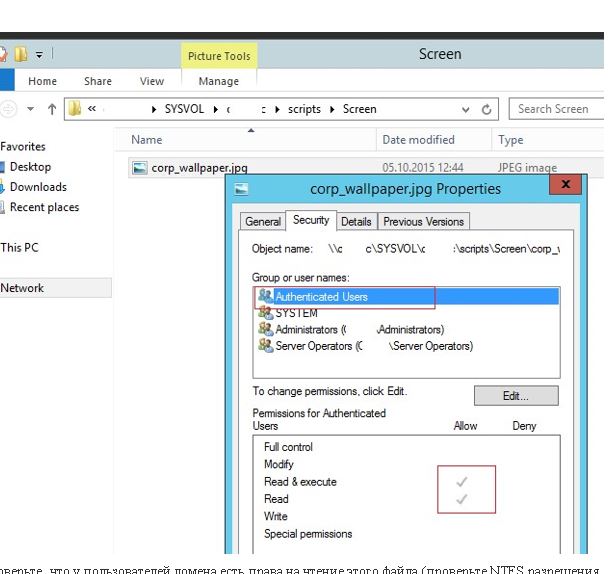 Picture Tools
Screen
Home Share View Manage
« SYSVOL scripts Screen
Search Screen
Favorites
Desktop
Downloads
Recent places
This PC
Network
Name Date modified Type
corp_wallpaper.jpg 05.10.2015 12:44 JPEG image
corp_wallpaper.jpg Properties
x
General Security Details Previous Versions
Object name: \\c c\SYSVOL\c :\scripts\Screen\corp_
Group or user names:
Authenticated Users
SYSTEM
Administrators ( .Administrators)
Server Operators ( \Server Operators)
To change permissions, click Edit.
Edit...
Permissions for Authenticated
Users Allow Deny
Full control
Modify
Read & execute
Read
Write
Special permissions
оверьте, что у пользователей домена есть права на чтение этого файла (проверьте NTFS разрешения